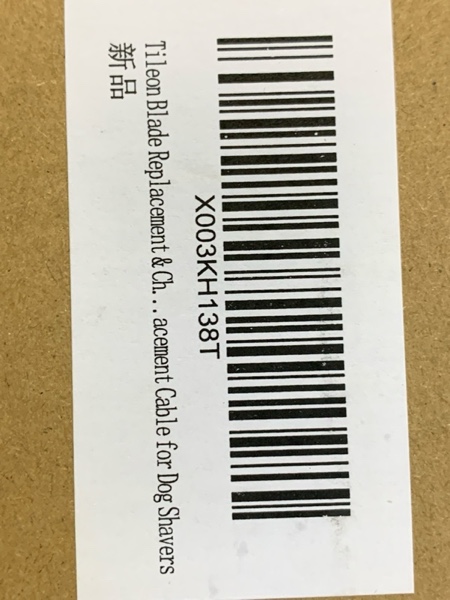 X003KH138T
Tileon Blade Replacement & Ch...acement Cable for Dog Shavers
新品